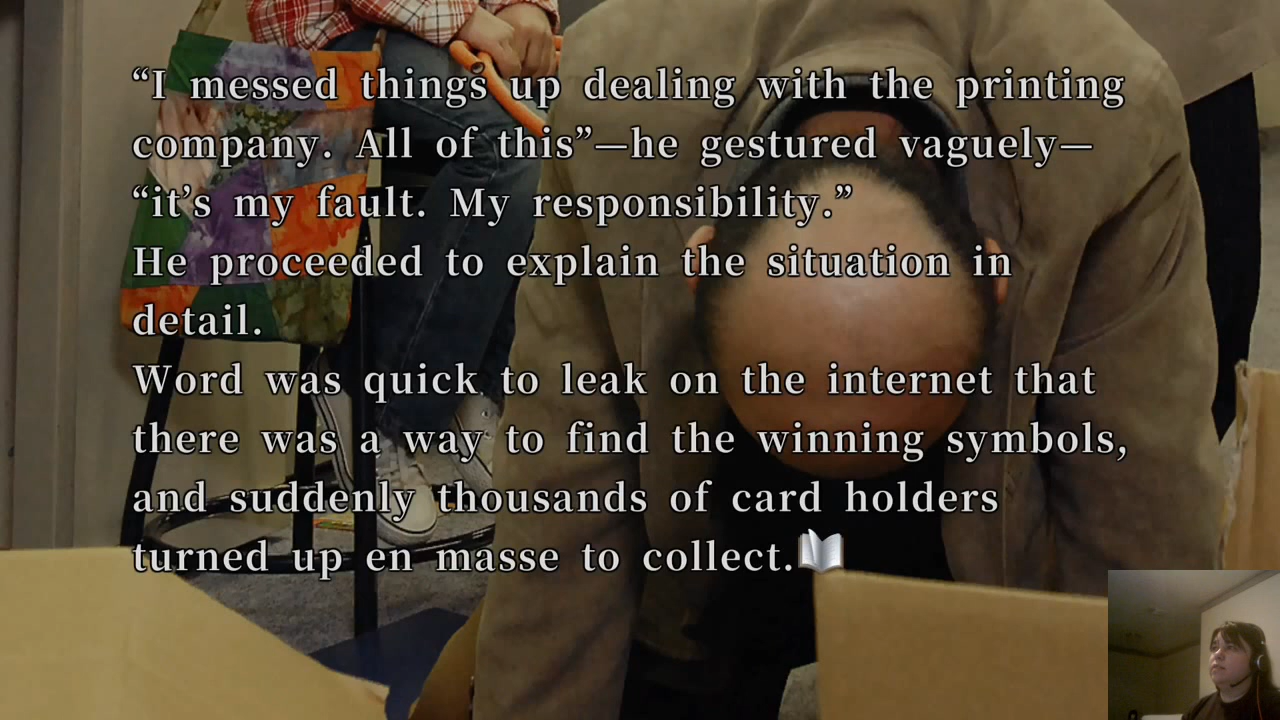 “I messed things up dealing with the printing
company. All of this”—he gestured vaguely—
“it’s my fault. My responsibility.”
He proceeded to explain the situation in
detail.
Word was quick to leak on the internet that
there was a way to find the winning symbols,
and suddenly thousands of card holders
turned up en masse to collect.